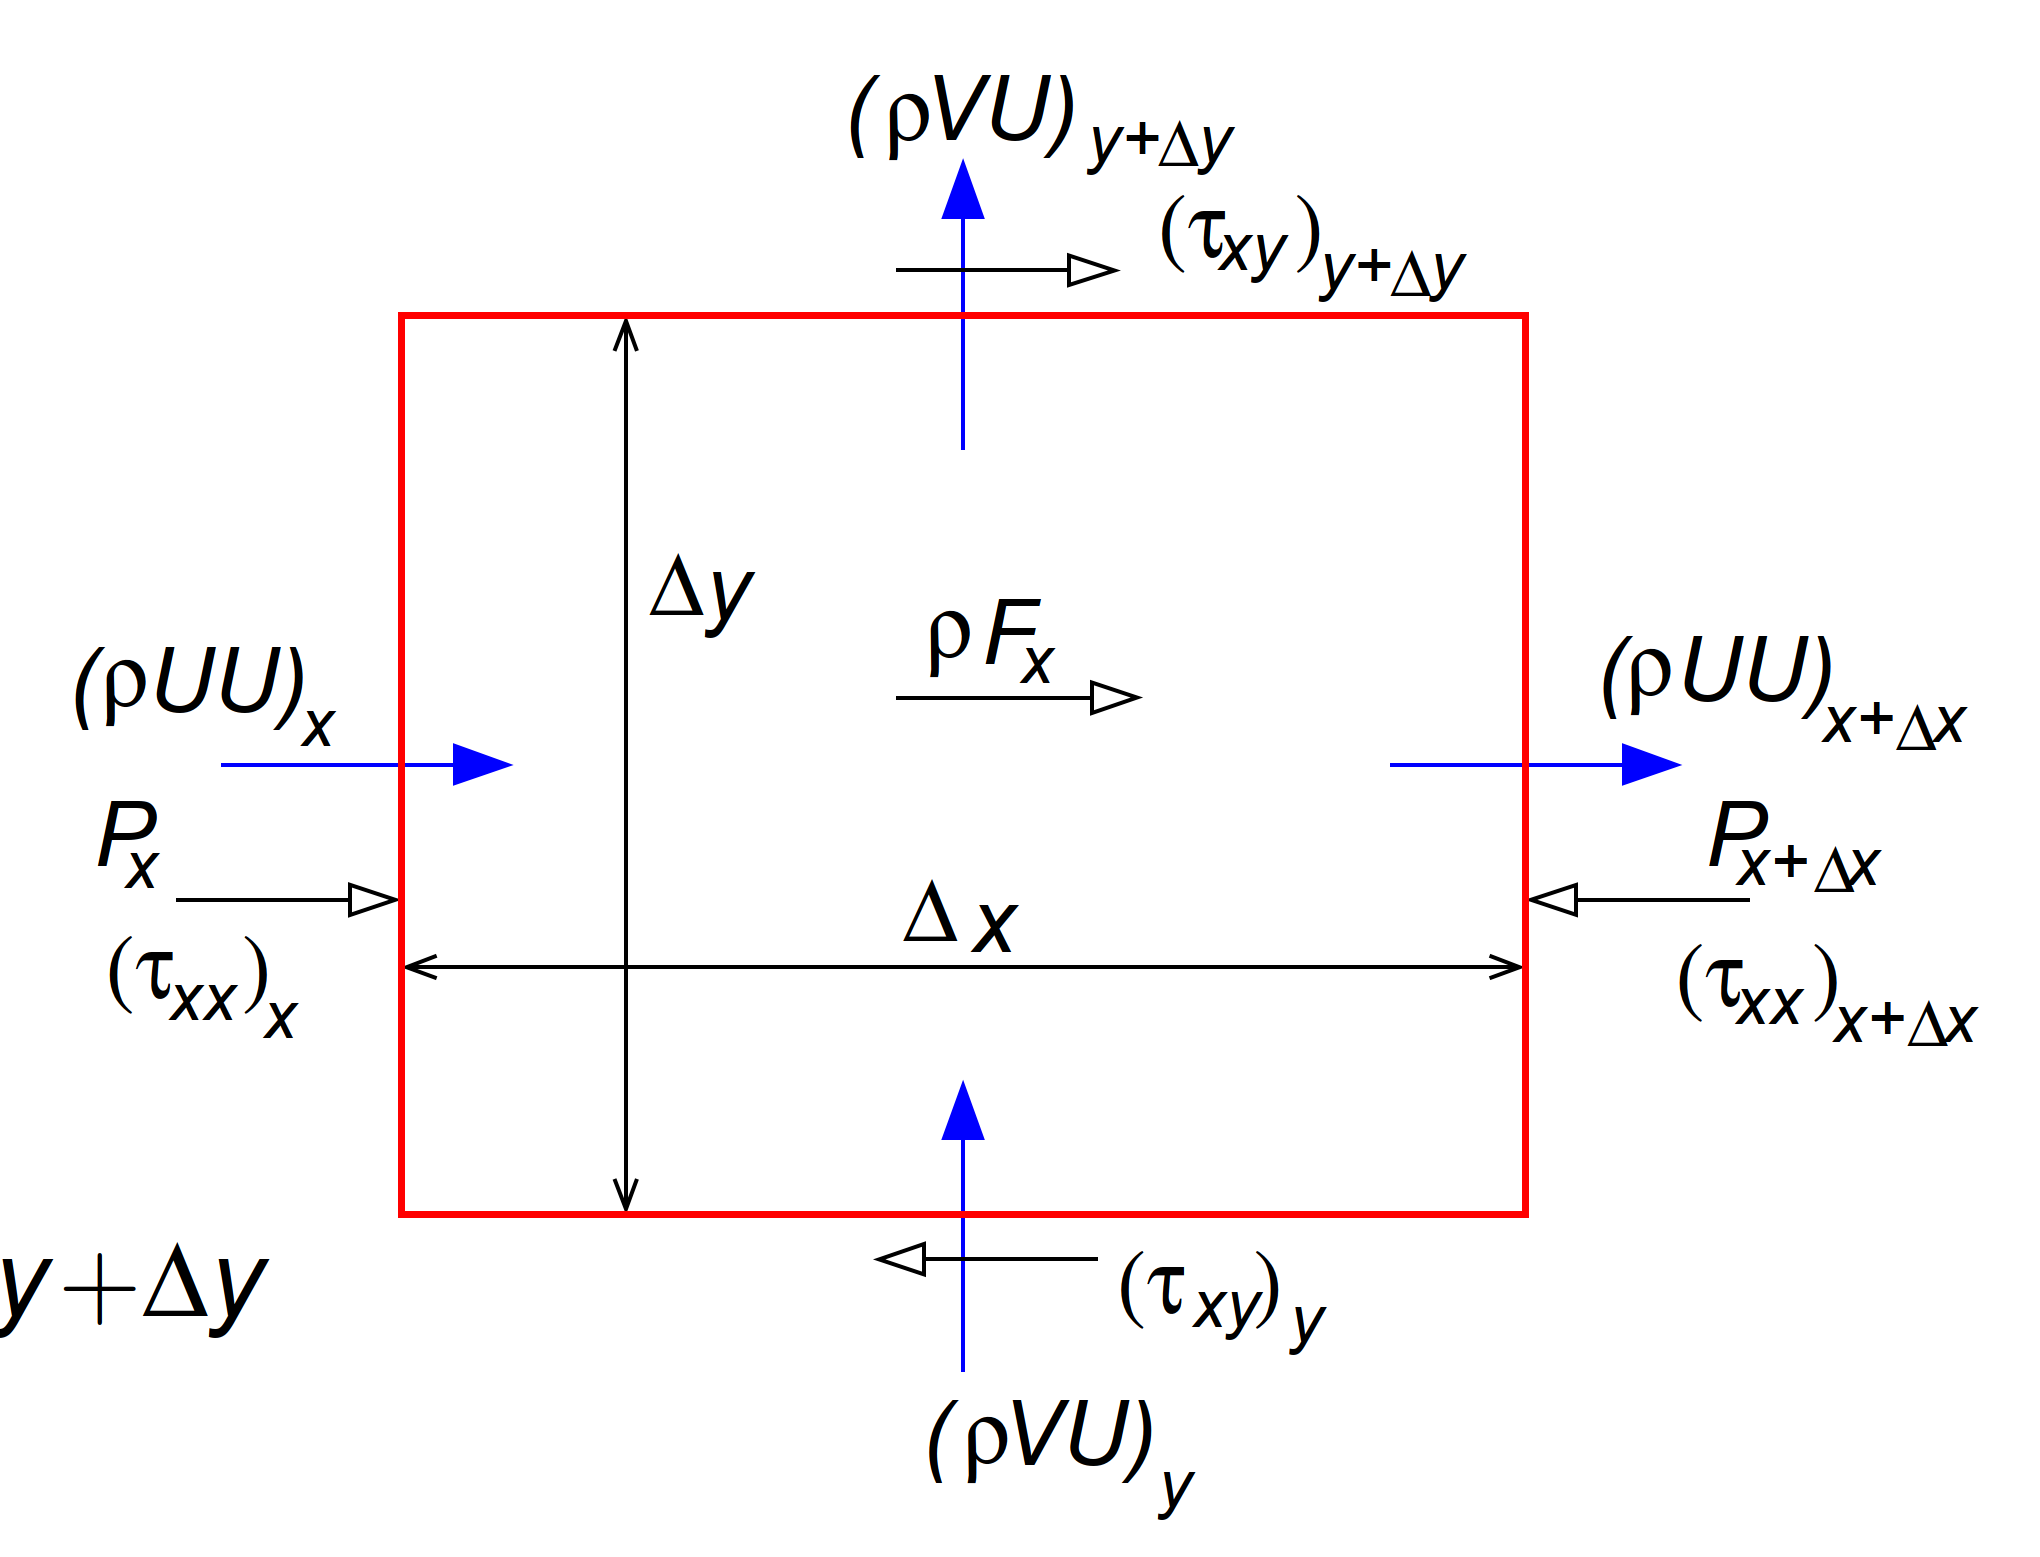 (ρVU)y+Δy
(τxy)y+Δy
Δy
ρFx
(ρUU)x
(ρUU)x+Δx
Px
Px+Δx
Δx
(τxx)x
(τxx)x+Δx
y+Δy
(τxy)y
(ρVU)y